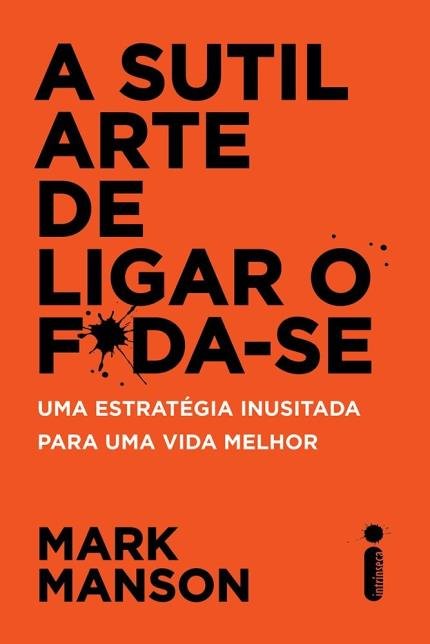 A SUTIL
ARTE
DE
LIGAR O
F*DA-SE
UMA ESTRATÉGIA INUSITADA
PARA UMA VIDA MELHOR
MARK
MANSON
intrínseca